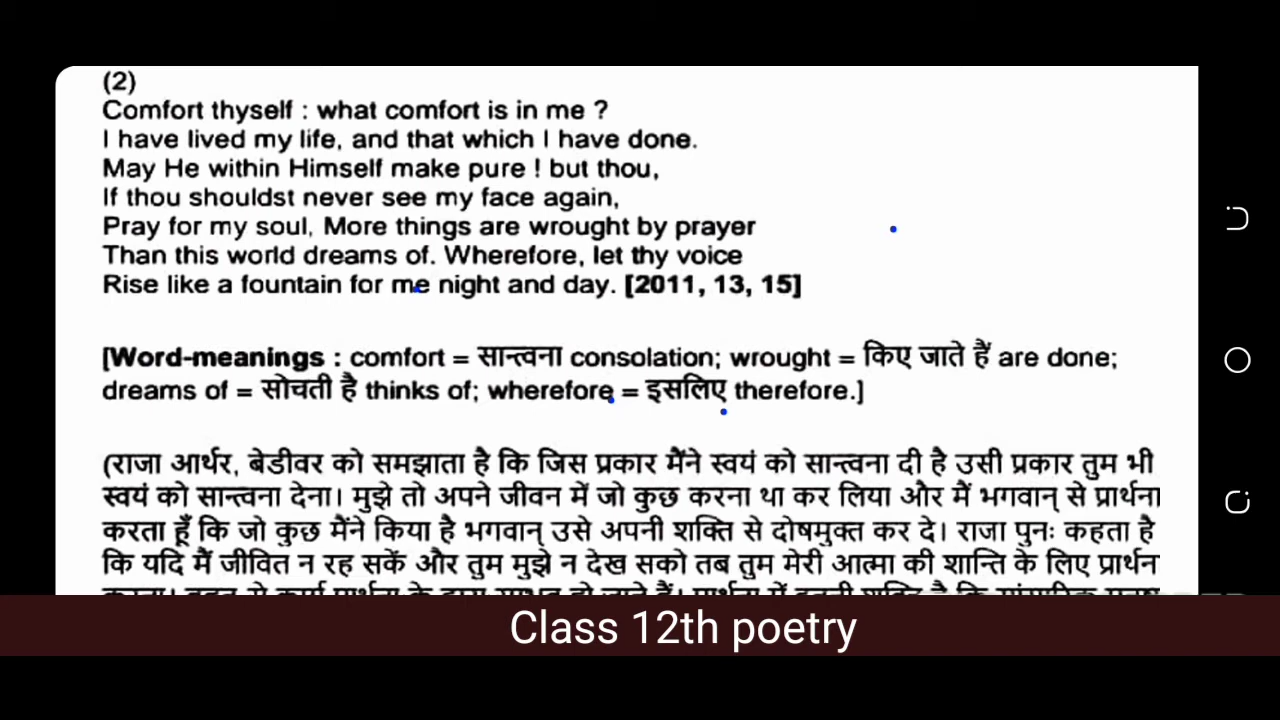 (2)
Comfort thyself : what comfort is in me ?
I have lived my life, and that which I have done.
May He within Himself make pure ! but thou,
If thou shouldst never see my face again,
Pray for my soul, More things are wrought by prayer
Than this world dreams of. Wherefore, let thy voice
Rise like a fountain for me night and day. [2011, 13, 15]
[Word-meanings : comfort = सान्त्वना consolation; wrought = किए जाते हैं are done;
dreams of = सोचती है thinks of; wherefore = इसलिए therefore.]
(राजा आर्थर, बेडीवर को समझाता है कि जिस प्रकार मैंने स्वयं को सान्त्वना दी है उसी प्रकार तुम भी
स्वयं को सान्त्वना देना। मुझे तो अपने जीवन में जो कुछ करना था कर लिया और मैं भगवान् से प्रार्थना
करता हूँ कि जो कुछ मैंने किया है भगवान् उसे अपनी शक्ति से दोषमुक्त कर दे। राजा पुनः कहता है
कि यदि मैं जीवित न रह सकें और तुम मुझे न देख सको तब तुम मेरी आत्मा की शान्ति के लिए प्रार्थन
Class 12th poetry